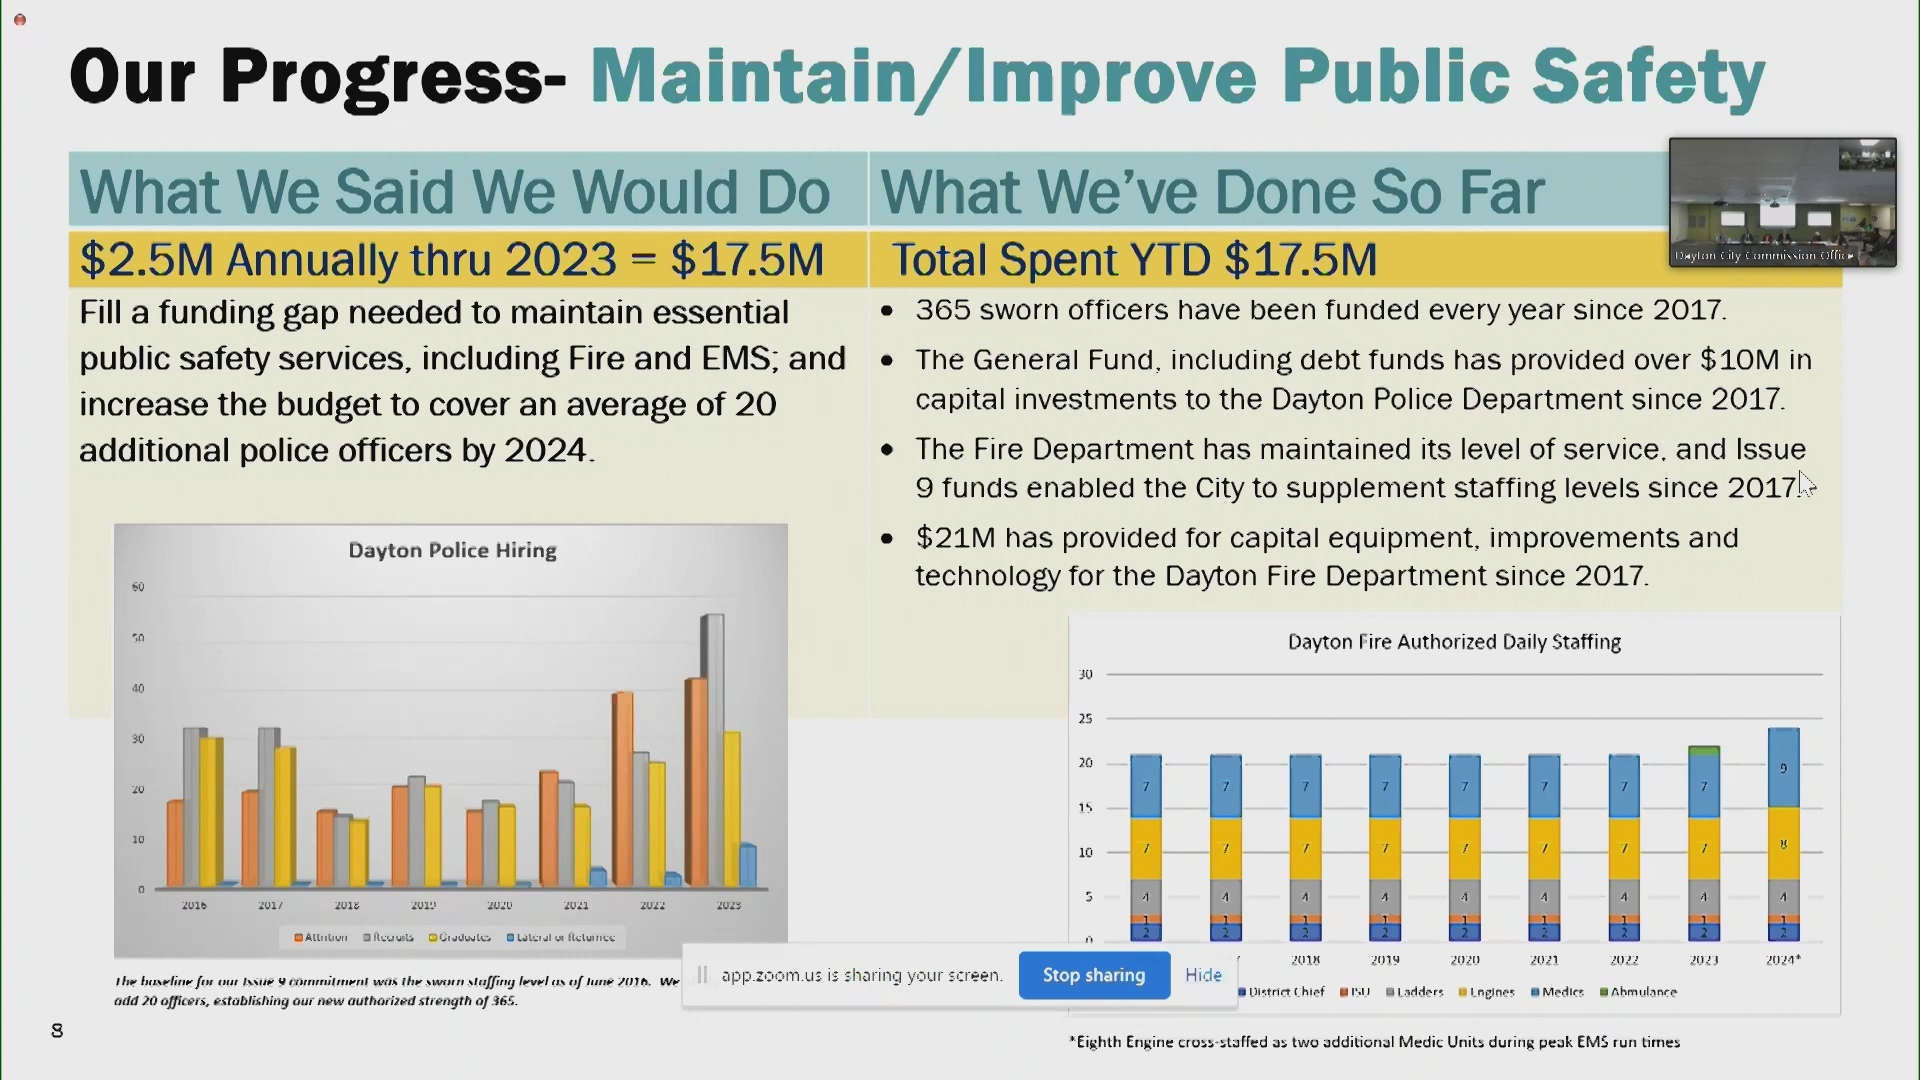 Our Progress- Maintain/Improve Public Safety
What We Said We Would Do
What We've Done So Far
Dayton City Commission Office
$2.5M Annually thru 2023 = $17.5M
Total Spent YTD $17.5M
Fill a funding gap needed to maintain essential
public safety services, including Fire and EMS; and
increase the budget to cover an average of 20
additional police officers by 2024.
• 365 sworn officers have been funded every year since 2017.
• The General Fund, including debt funds has provided over $10M in
capital investments to the Dayton Police Department since 2017.
• The Fire Department has maintained its level of service, and Issue
9 funds enabled the City to supplement staffing levels since 2017.
• $21M has provided for capital equipment, improvements and
technology for the Dayton Fire Department since 2017.
Dayton Police Hiring
60
50
40
30
20
10
0
2016 2017 2018 2019 2020 2021 2022 2023
Attrition Recruits Graduates Lateral or Returnee
The baseline for our Issue 9 commitment was the sworn staffing level as of June 2016. We
add 20 officers, establishing our new authorized strength of 365.
Dayton Fire Authorized Daily Staffing
30
25
20
15
10
5
0
7 7 7 7 7 7 7 7 9
7 7 7 7 7 7 7 7 8
4 4 4 4 4 4 4 4 4
1 1 1 1 1 1 1 1 1
2 2 2 2 2 2 2 2 2
2018 2019 2020 2021 2022 2023 2024*
District Chief ISU Ladders Engines Medics Abmulance
*Eighth Engine cross-staffed as two additional Medic Units during peak EMS run times
app.zoom.us is sharing your screen. Stop sharing Hide
8